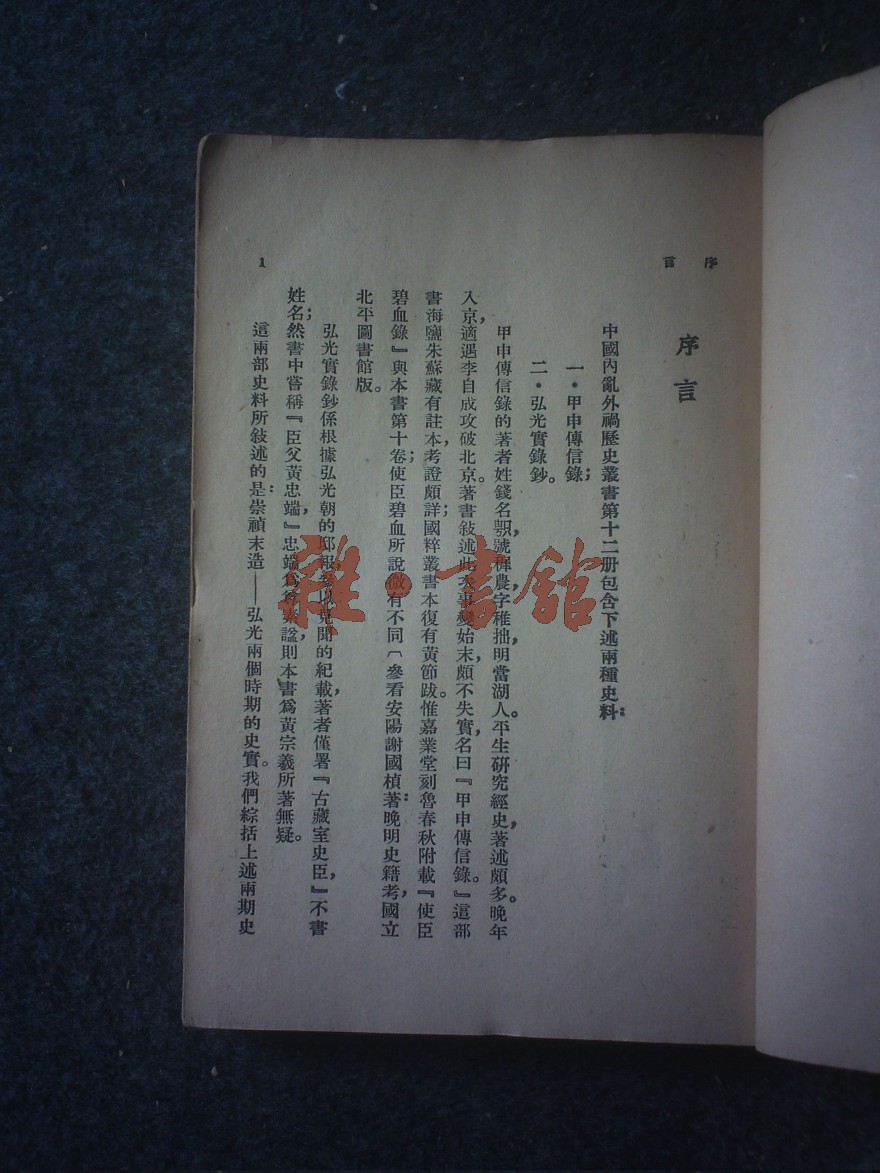 序言
序言
中國內亂外禍歷史叢書第十二册包含下述兩種史料：
一・甲申傳信錄；
二・弘光實錄鈔。
甲申傳信錄的著者姓錢名䎖，號稗農字稚拙，明當湖人。平生研究經史，著述頗多。晚年
入京，適遇李自成攻破北京。著書敍述此次事變始末，頗不失實，名曰『甲申傳信錄。』這部
書海鹽朱蘇藏有註本，考證頗詳；國粹叢書本復有黃節跋。惟嘉業堂刻魯春秋附載『使臣
碧血錄』與本書第十卷使臣碧血所說微有不同；（參看安陽謝國楨著：晚明史籍考，國立
北平圖書館版。
弘光實錄鈔係根據弘光朝的邸報，參以見聞的紀載，著者僅署『古藏室史臣，』不書
姓名；然書中嘗稱『臣父黃忠端，』忠端爲尊素諡，則本書爲黃宗羲所著無疑。
這兩部史料所敍述的是：崇禎末造——弘光兩個時期的史實。我們綜括上述兩期史
1
雜・書館